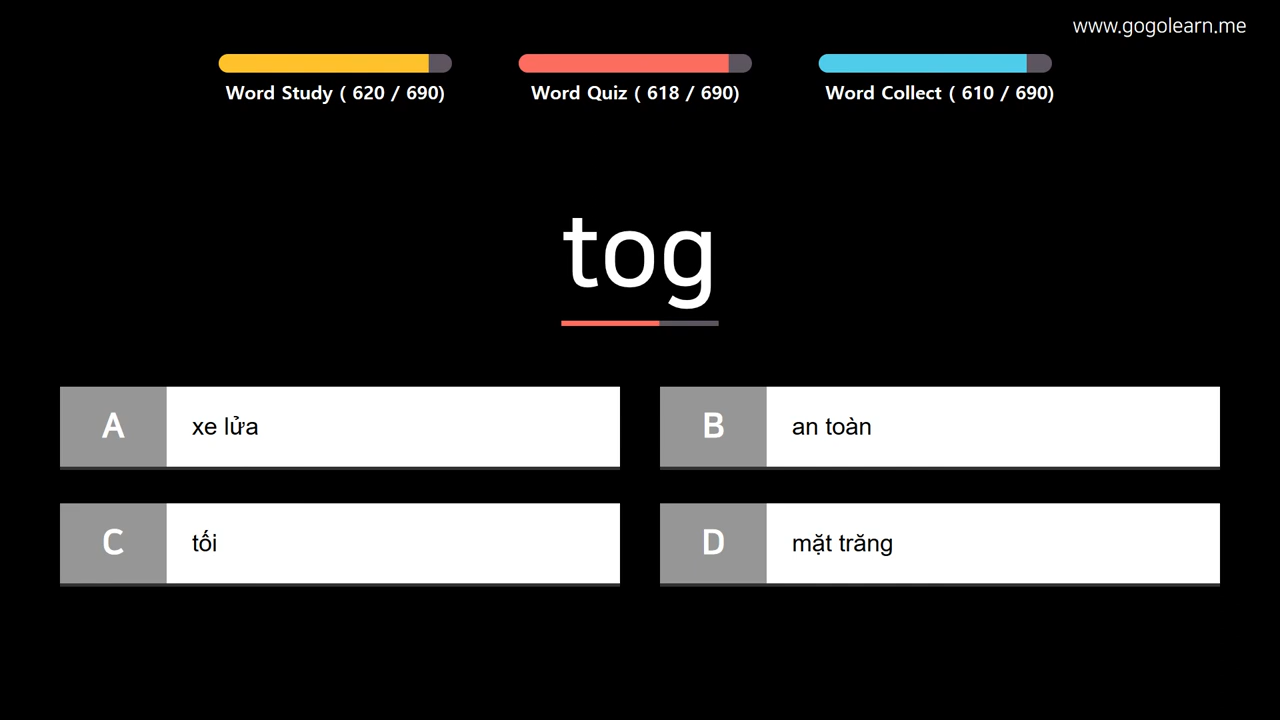 www.gogolearn.me
Word Study ( 620 / 690)
Word Quiz ( 618 / 690)
Word Collect ( 610 / 690)
tog
A xe lửa
B an toàn
C tối
D mặt trăng